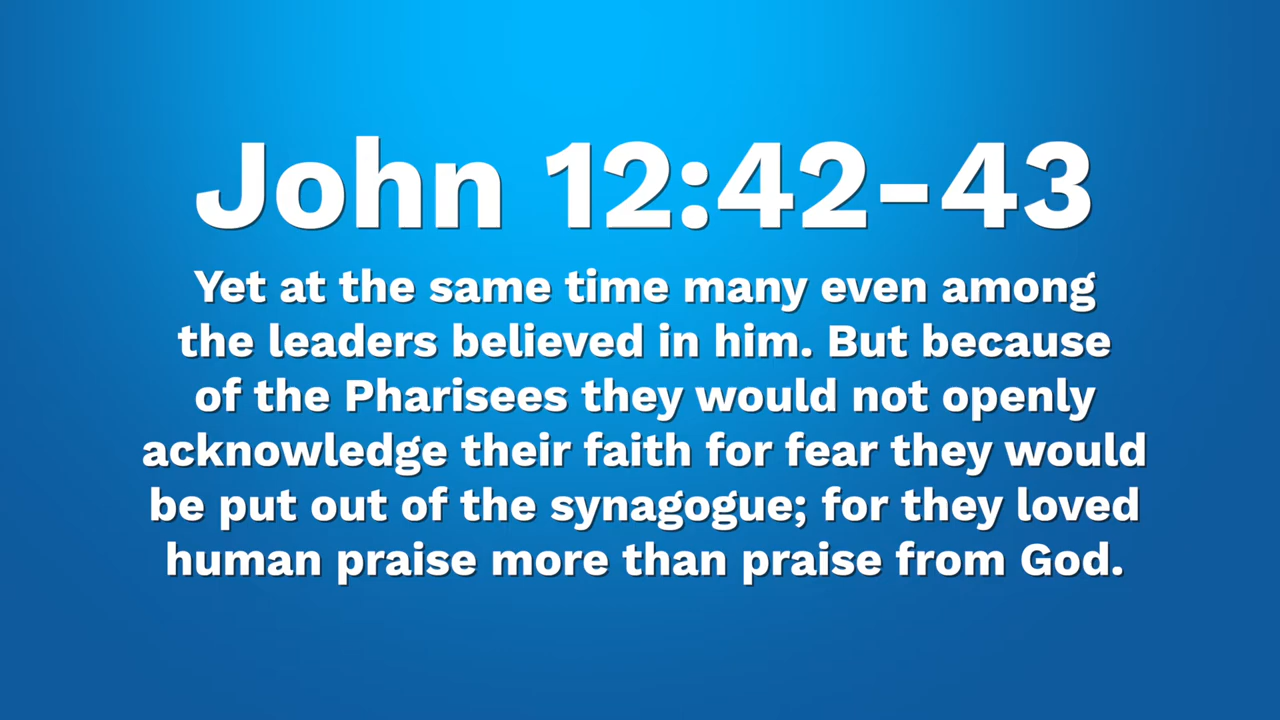 John 12:42-43
Yet at the same time many even among
the leaders believed in him. But because
of the Pharisees they would not openly
acknowledge their faith for fear they would
be put out of the synagogue; for they loved
human praise more than praise from God.